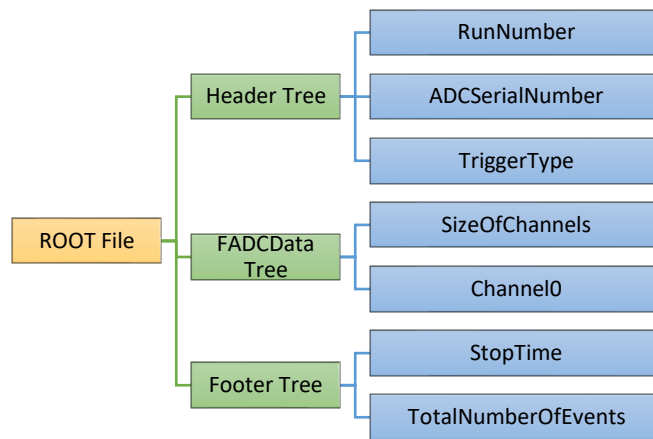 ROOT File
Header Tree
RunNumber
ADCSerialNumber
TriggerType
FADCData
Tree
SizeOfChannels
Channel0
Footer Tree
StopTime
TotalNumberOfEvents